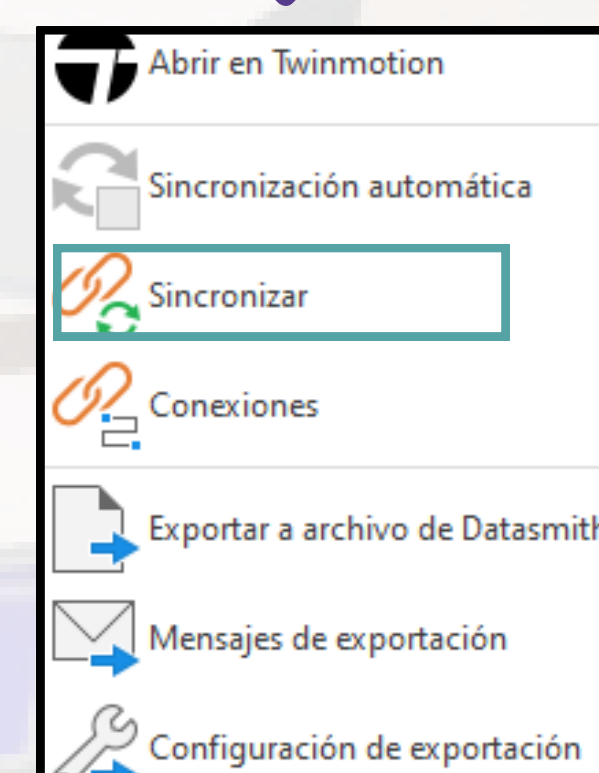 Abrir en Twinmotion
Sincronización automática
Sincronizar
Conexiones
Exportar a archivo de Datasmith
Mensajes de exportación
Configuración de exportación